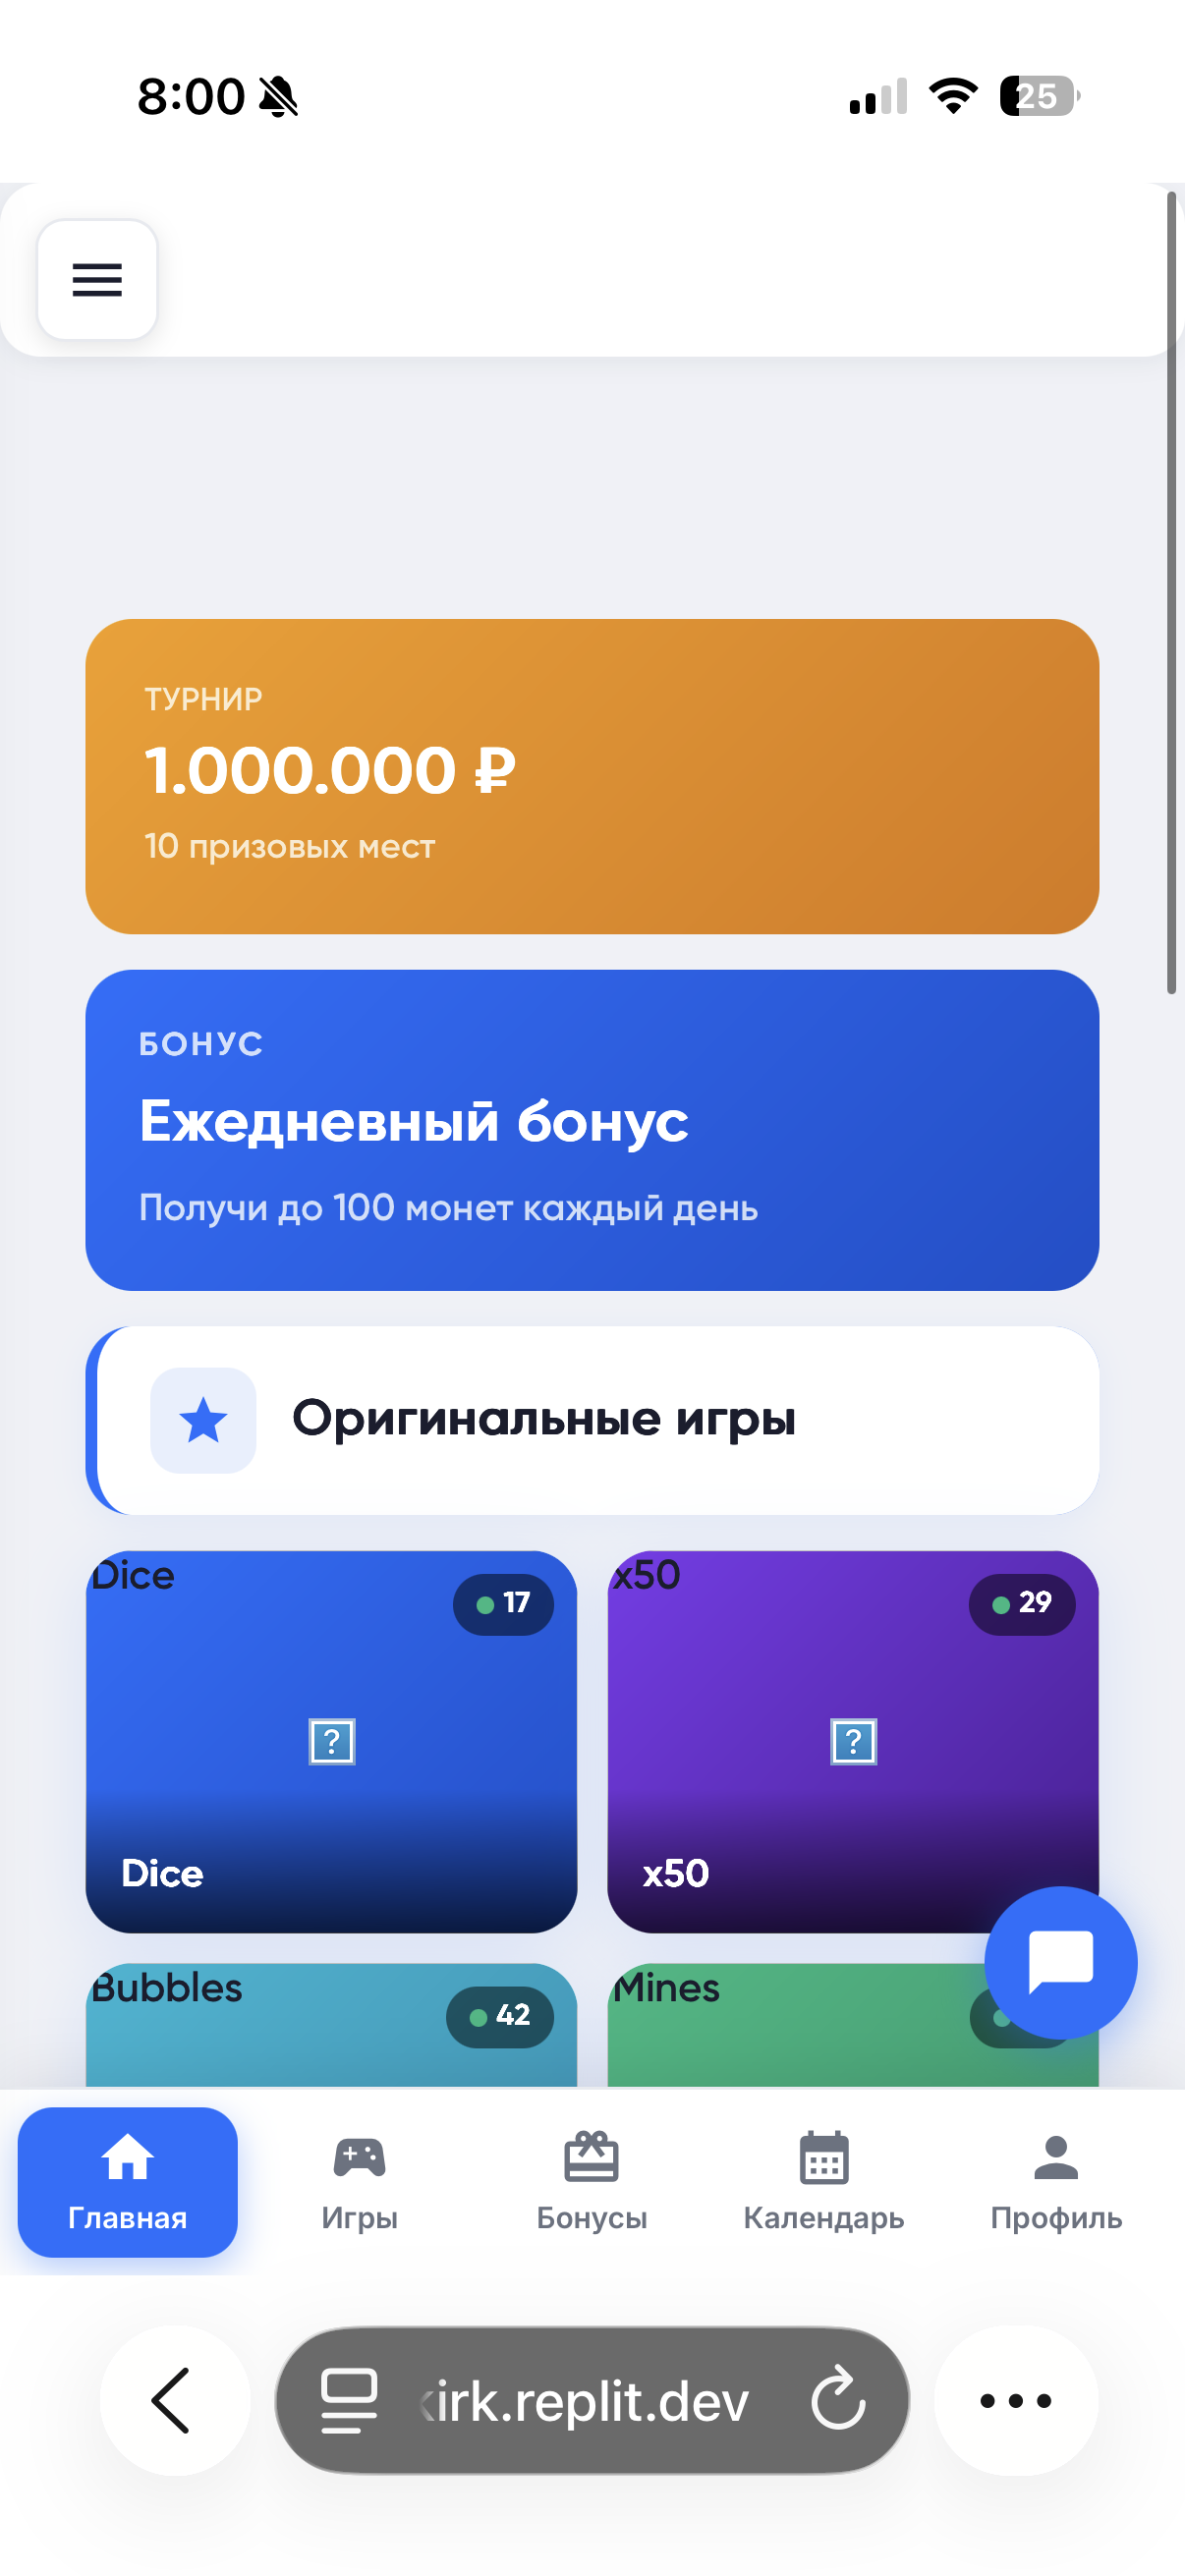 8:00
25
ТУРНИР
1.000.000 ₽
10 призовых мест
БОНУС
Ежедневный бонус
Получи до 100 монет каждый день
Оригинальные игры
Dice
17
x50
29
?
?
Dice
x50
Bubbles
42
Mines
Главная
Игры
Бонусы
Календарь
Профиль
kirk.replit.dev